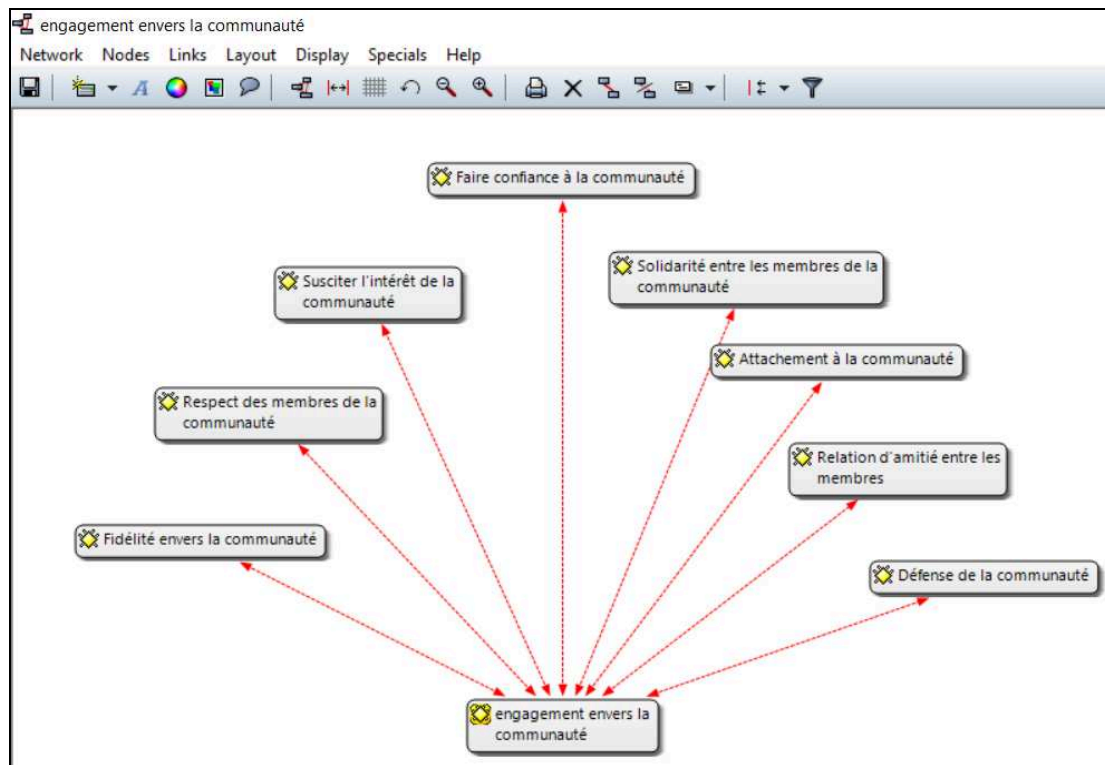 engagement envers la communauté
Network Nodes Links Layout Display Specials Help
Faire confiance à la communauté
Solidarité entre les membres de la
communauté
Susciter l'intérêt de la
communauté
Attachement à la communauté
Respect des membres de la
communauté
Relation d'amitié entre les
membres
Fidélité envers la communauté
Défense de la communauté
engagement envers la
communauté